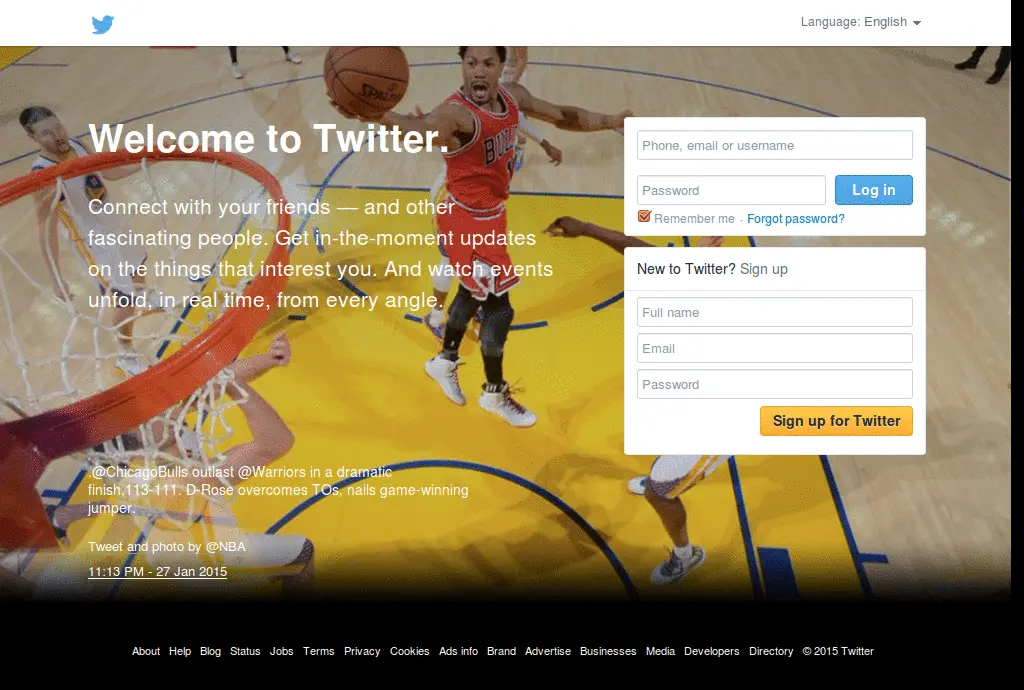 Language: English
Welcome to Twitter.
Connect with your friends — and other
fascinating people. Get in-the-moment updates
on the things that interest you. And watch events
unfold, in real time, from every angle.
Phone, email or username
Password
Log in
Remember me · Forgot password?
New to Twitter? Sign up
Full name
Email
Password
Sign up for Twitter
SPALDING
BULLS
.@ChicagoBulls outlast @Warriors in a dramatic
finish,113-111. D-Rose overcomes TOs, nails game-winning
jumper.
Tweet and photo by @NBA
11:13 PM - 27 Jan 2015
About Help Blog Status Jobs Terms Privacy Cookies Ads info Brand Advertise Businesses Media Developers Directory © 2015 Twitter